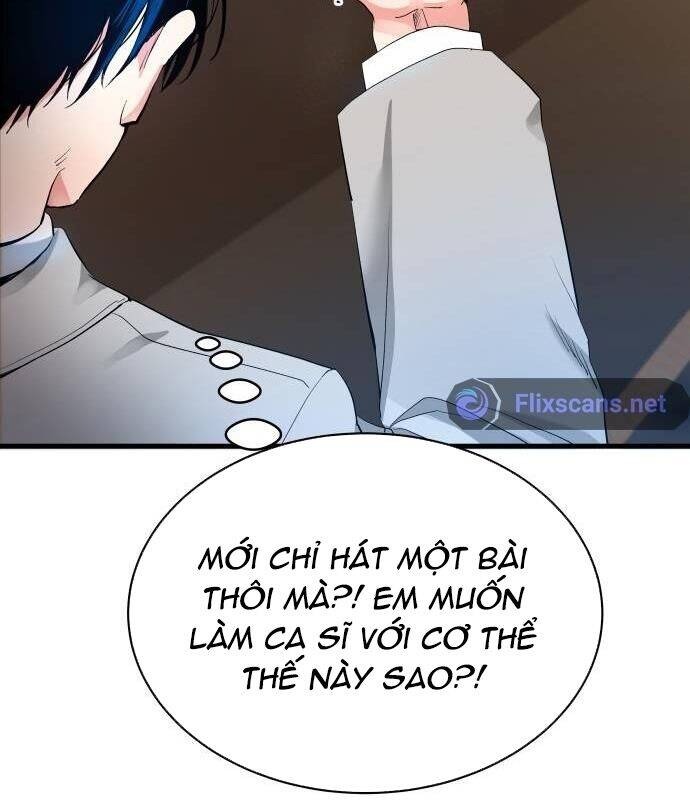 Flixscans.net
MỚI CHỈ HÁT MỘT BÀI
THÔI MÀ?! EM MUỐN
LÀM CA SĨ VỚI CƠ THỂ
THẾ NÀY SAO?!